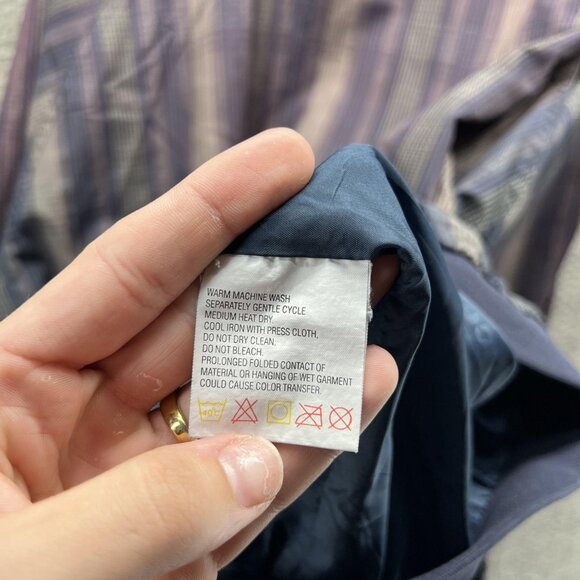 WARM MACHINE WASH
SEPARATELY GENTLE CYCLE
MEDIUM HEAT DRY.
COOL IRON WITH PRESS CLOTH,
DO NOT DRY CLEAN.
DO NOT BLEACH.
PROLONGED FOLDED CONTACT OF
MATERIAL OR HANGING OF WET GARMENT
COULD CAUSE COLOR TRANSFER.